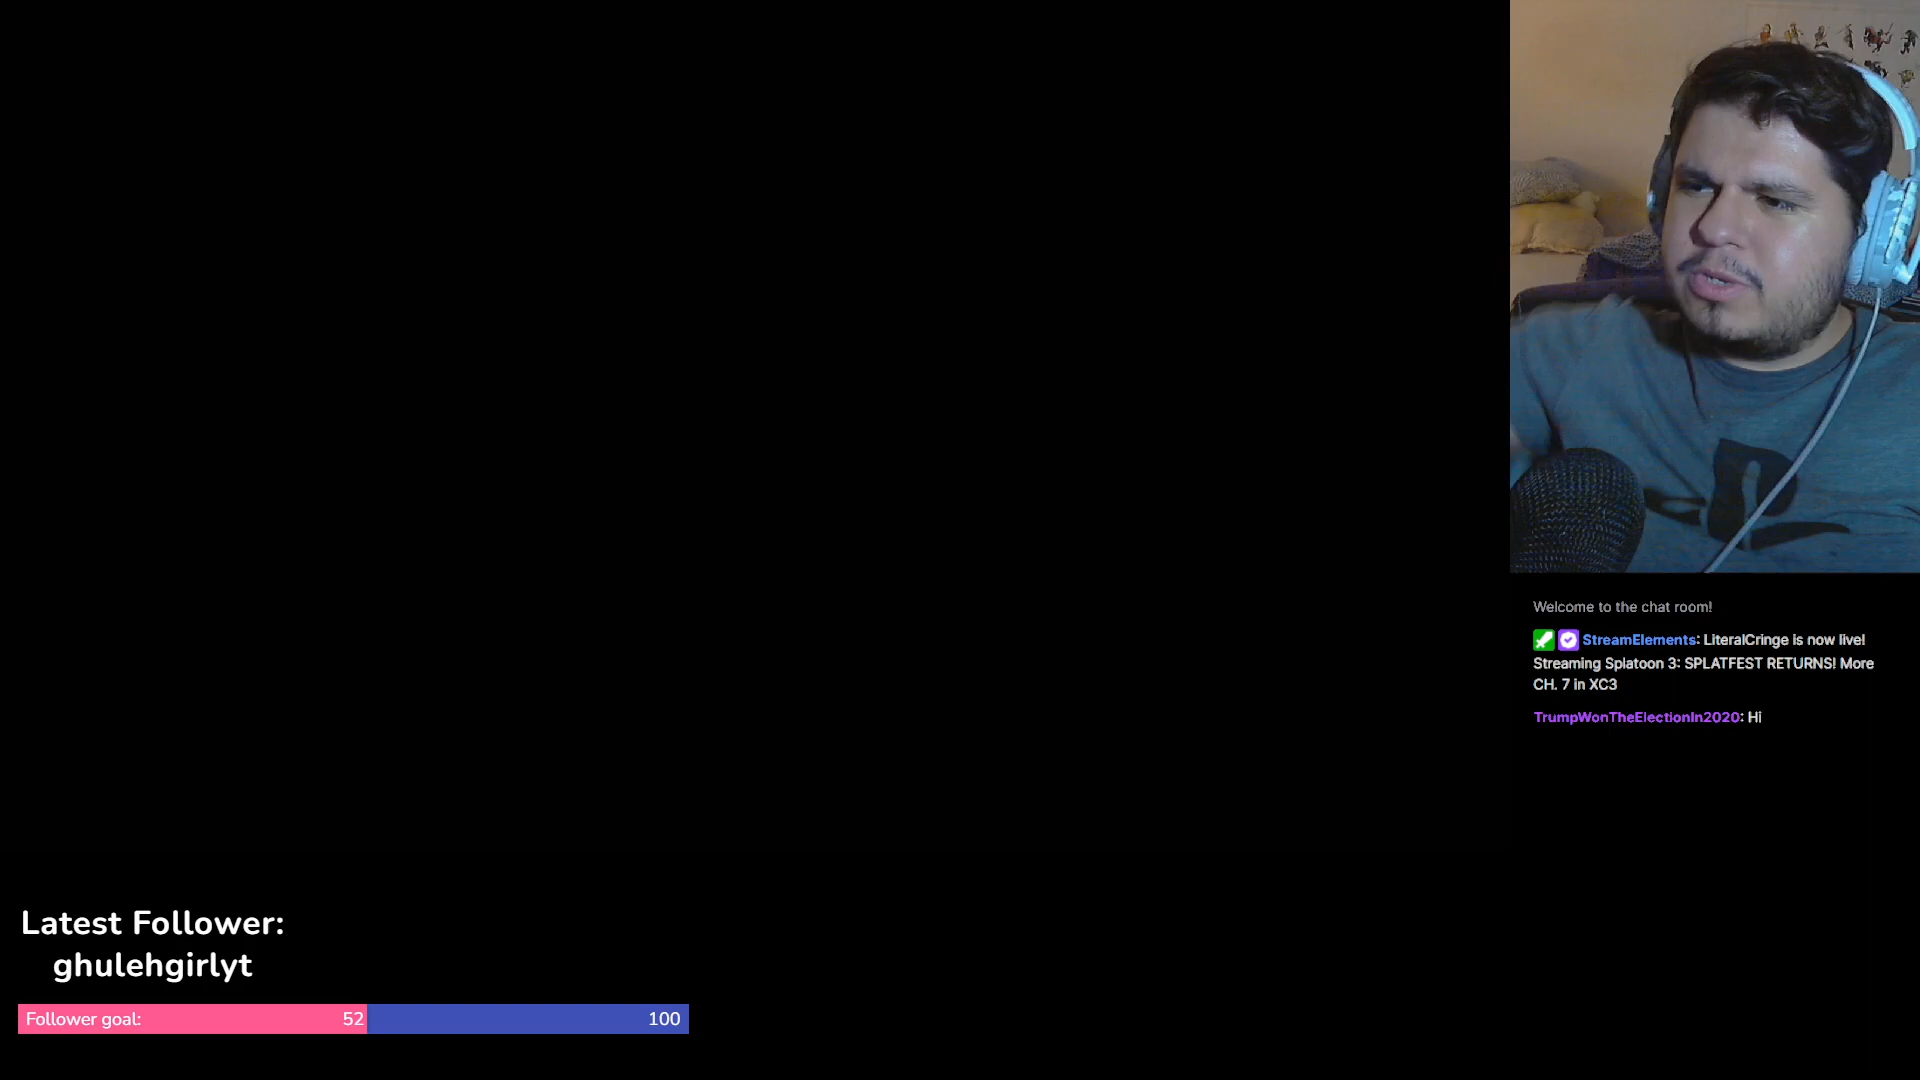 Welcome to the chat room!
StreamElements: LiteralCringe is now live!
Streaming Splatoon 3: SPLATFEST RETURNS! More
CH. 7 in XC3
TrumpWonTheElectionIn2020: Hi
Latest Follower:
ghulehgirlyt
Follower goal: 52 100